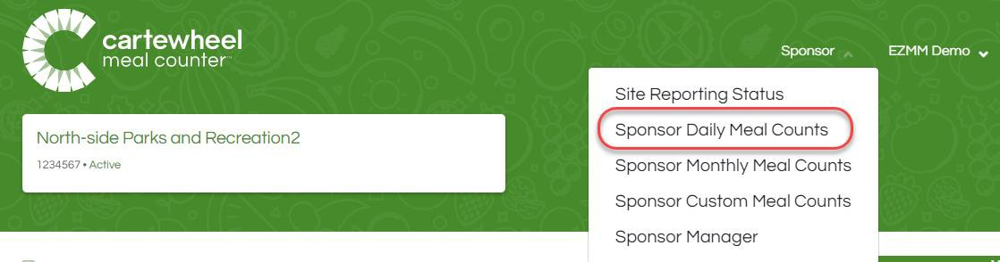 cartewheel
meal counter™
Sponsor
EZMM Demo
North-side Parks and Recreation2
1234567 • Active
Site Reporting Status
Sponsor Daily Meal Counts
Sponsor Monthly Meal Counts
Sponsor Custom Meal Counts
Sponsor Manager